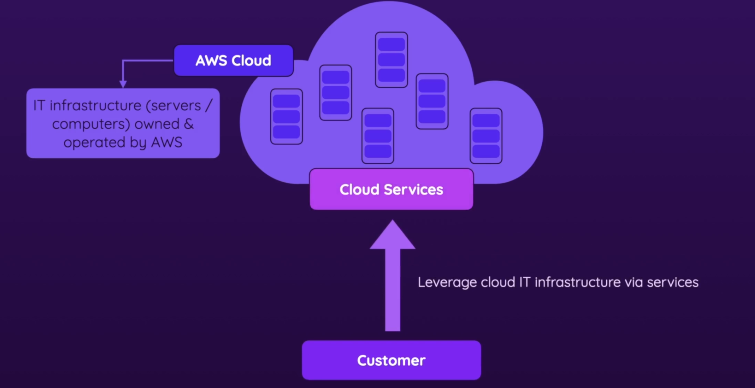 AWS Cloud
IT infrastructure (servers /
computers) owned &
operated by AWS
Cloud Services
Leverage cloud IT infrastructure via services
Customer